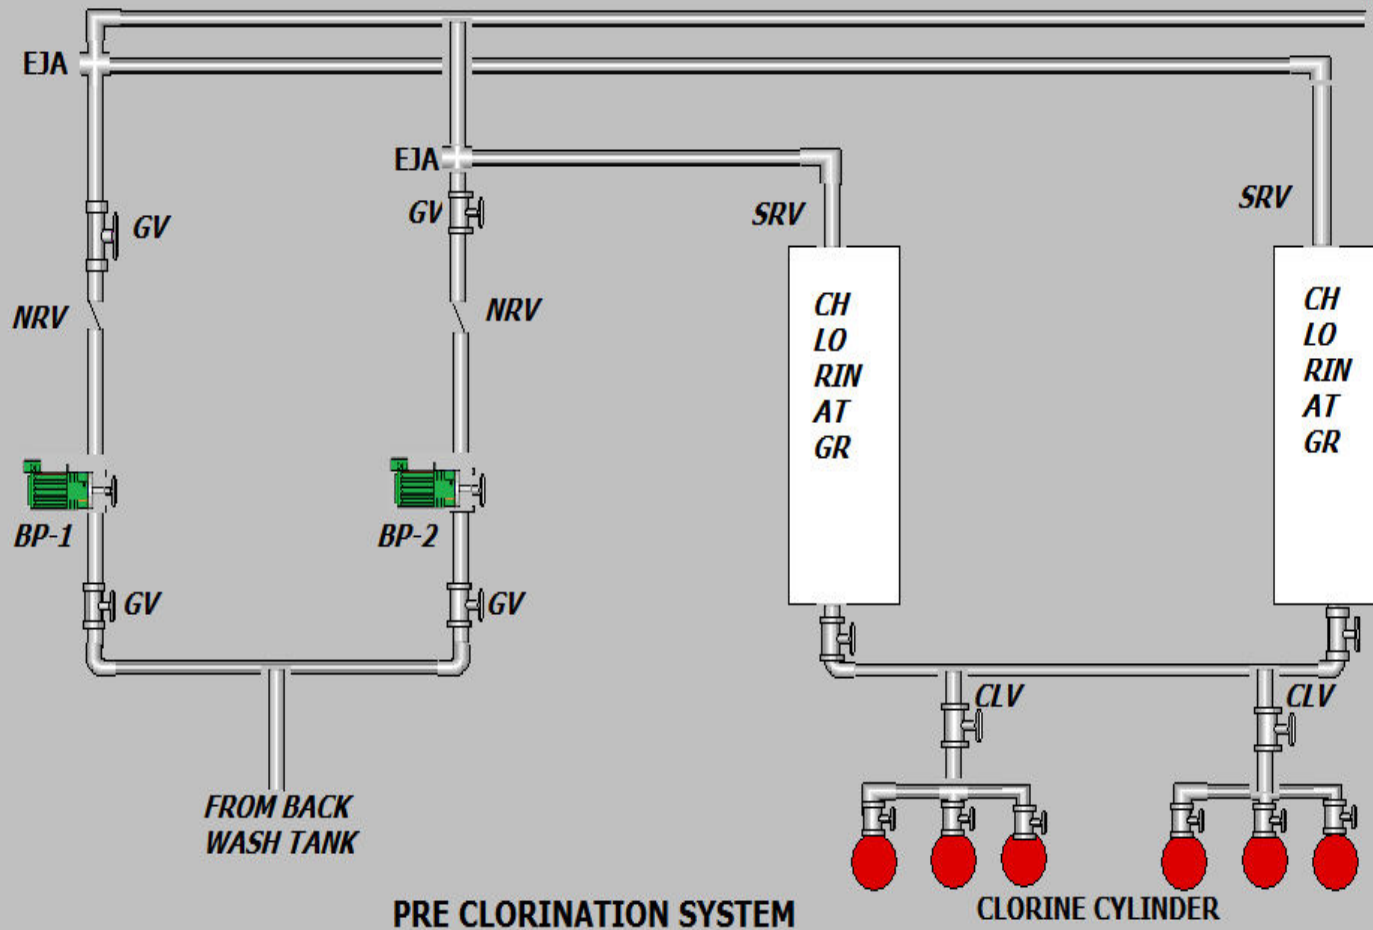 EJA
EJA
GV
GV
SRV
SRV
NRV
NRV
CH
LO
RIN
AT
GR
CH
LO
RIN
AT
GR
BP-1
BP-2
GV
GV
CLV
CLV
FROM BACK
WASH TANK
PRE CLORINATION SYSTEM
CLORINE CYLINDER